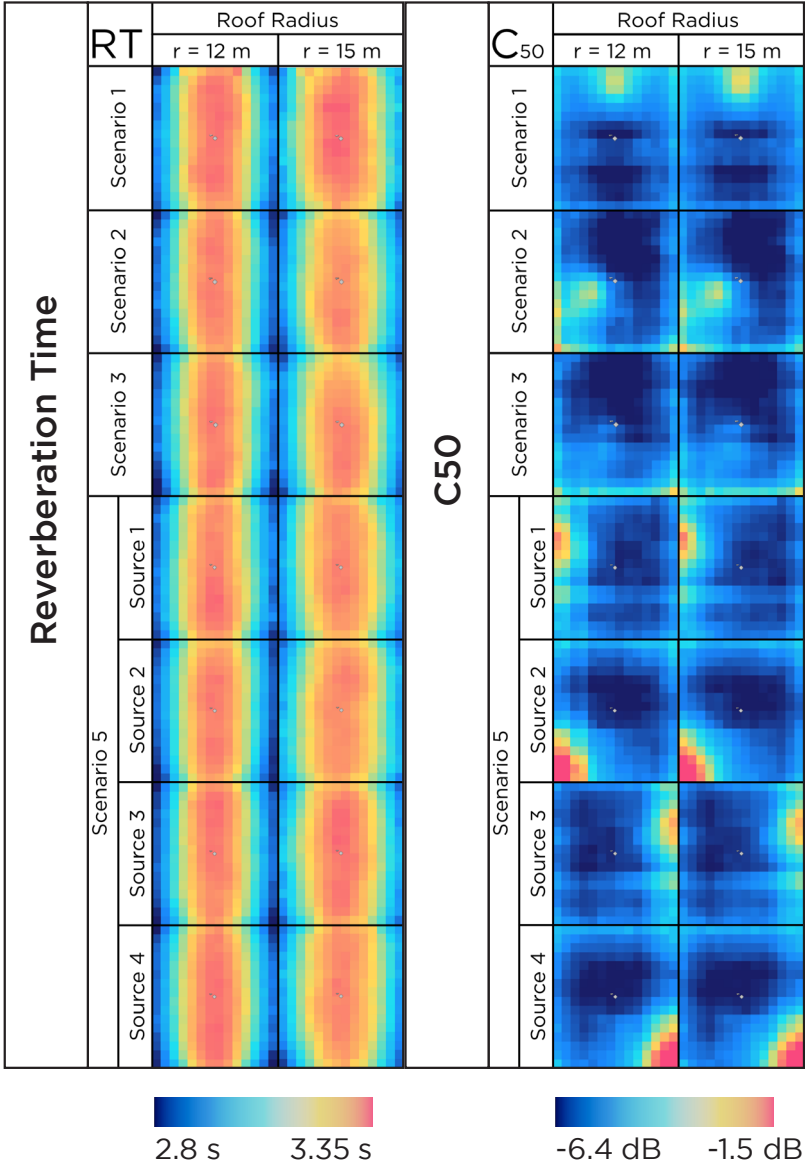 Reverberation Time
RT
Roof Radius
r = 12 m
r = 15 m
Scenario 1
Scenario 2
Scenario 3
Scenario 5
Source 1
Source 2
Source 3
Source 4
2.8 s
3.35 s
C50
C50
Roof Radius
r = 12 m
r = 15 m
Scenario 1
Scenario 2
Scenario 3
Scenario 5
Source 1
Source 2
Source 3
Source 4
-6.4 dB
-1.5 dB